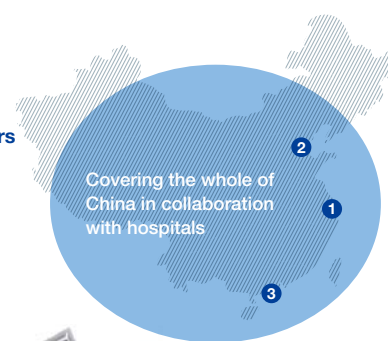 rs
2
Covering the whole of
China in collaboration
with hospitals
1
3